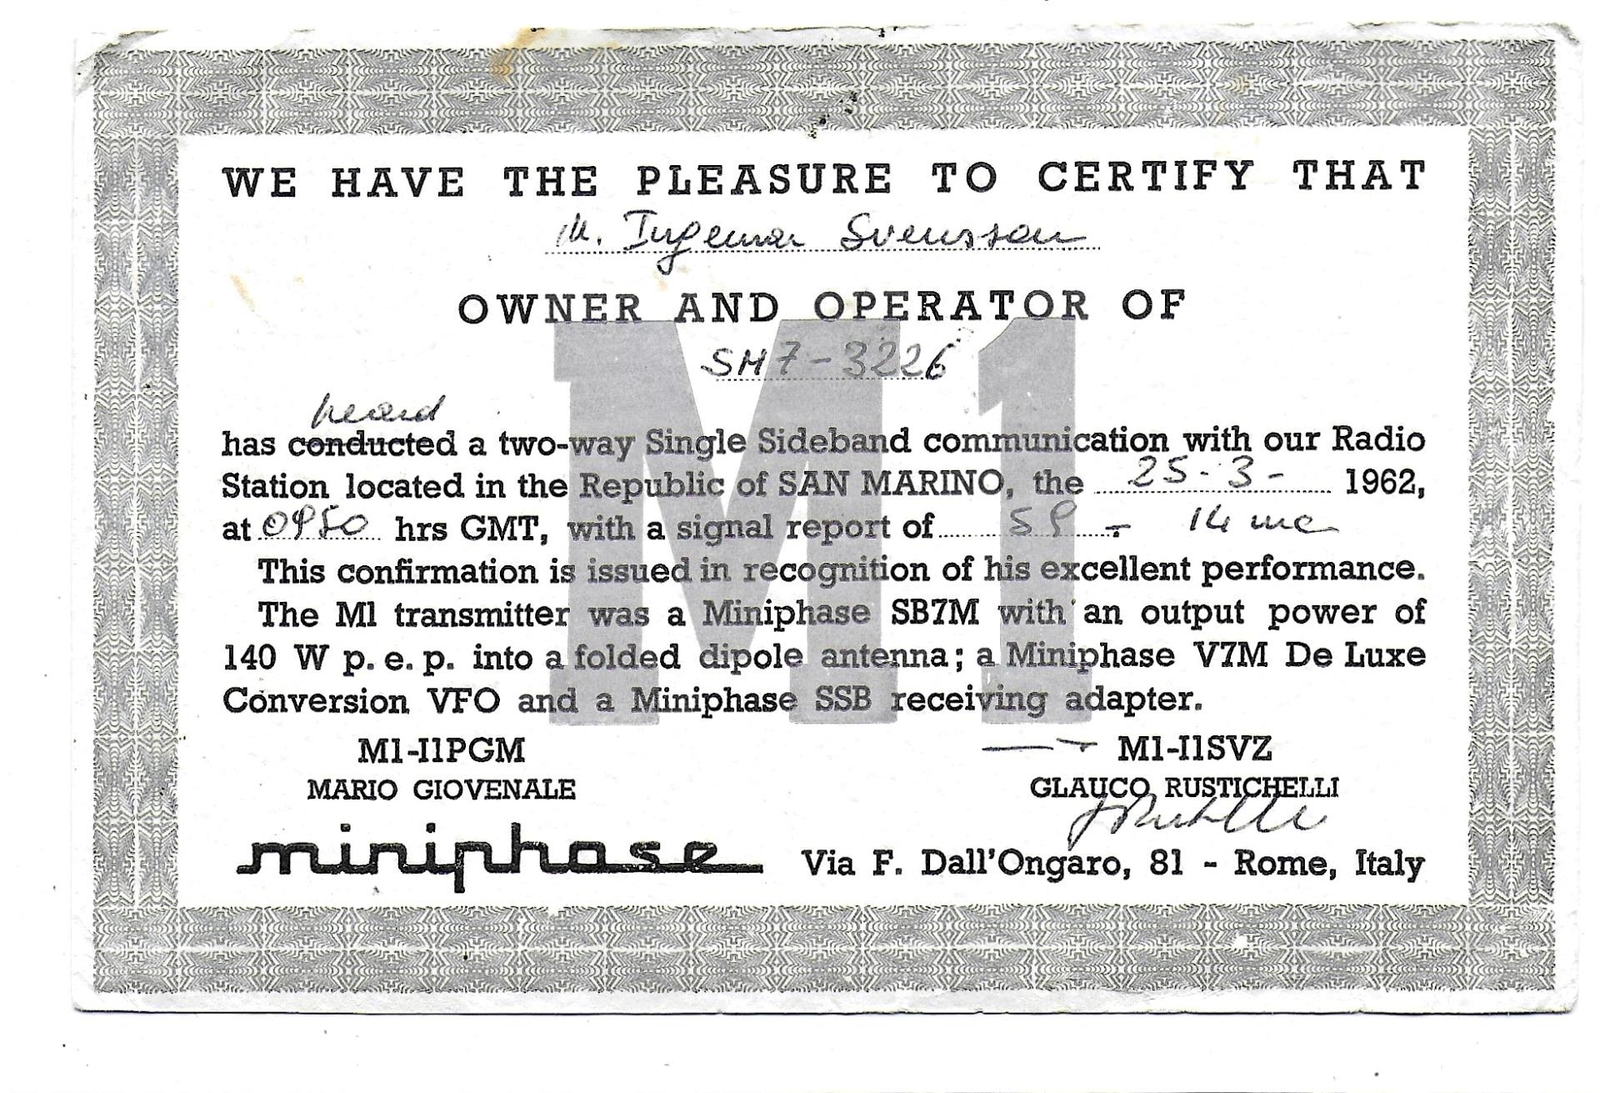 WE HAVE THE PLEASURE TO CERTIFY THAT
M. Ingemar Svensson
OWNER AND OPERATOR OF
SM7-3226
heard
has conducted a two-way Single Sideband communication with our Radio
Station located in the Republic of SAN MARINO, the 25-3- 1962,
at 0950 hrs GMT, with a signal report of 59 - 14 mc
This confirmation is issued in recognition of his excellent performance.
The M1 transmitter was a Miniphase SB7M with an output power of
140 W p. e. p. into a folded dipole antenna; a Miniphase V7M De Luxe
Conversion VFO and a Miniphase SSB receiving adapter.
M1
M1-I1PGM M1-I1SVZ
MARIO GIOVENALE GLAUCO RUSTICHELLI
miniphase Via F. Dall'Ongaro, 81 - Rome, Italy